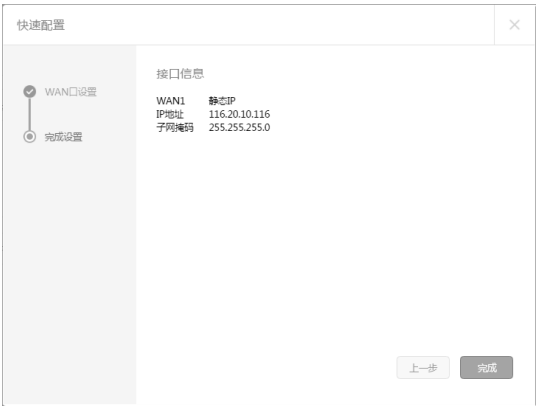 快速配置
WAN口设置
完成设置
接口信息
WAN1 静态IP
IP地址 116.20.10.116
子网掩码 255.255.255.0
上一步 完成